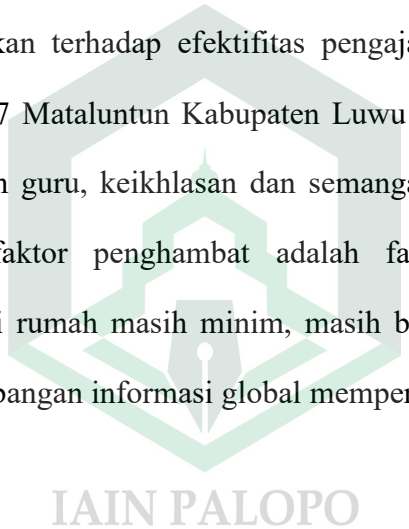 kan terhadap efektifitas pengaja
7 Mataluntun Kabupaten Luwu
n guru, keikhlasan dan semanga
faktor penghambat adalah fa
i rumah masih minim, masih b
bangan informasi global memper
IAIN PALOPO